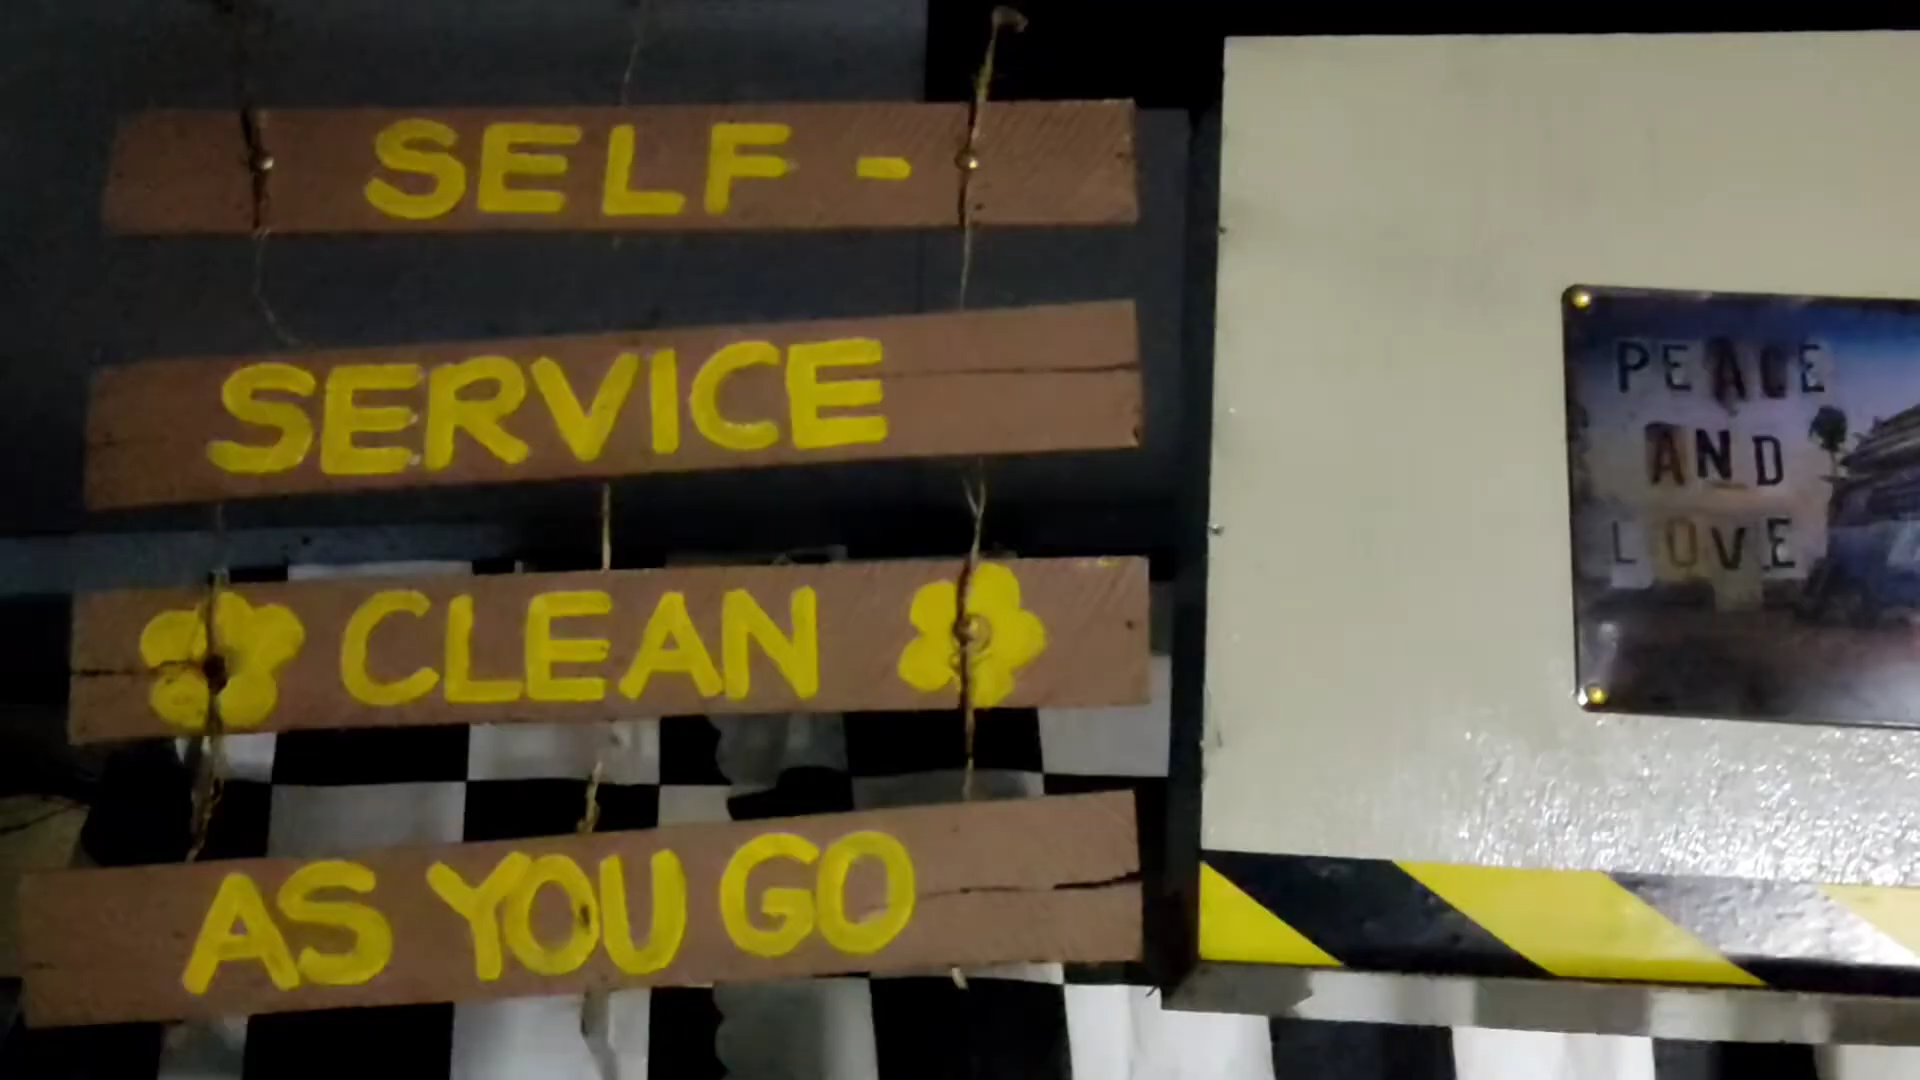 SELF -
SERVICE
CLEAN
AS YOU GO
PEACE
AND
LOVE